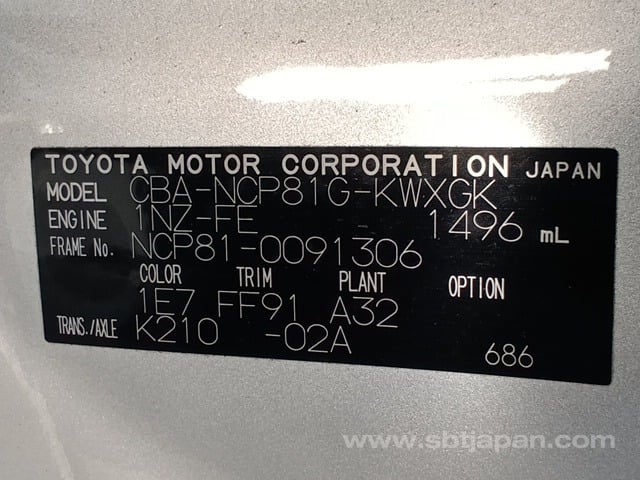 TOYOTA MOTOR CORPORATION JAPAN
MODEL CBA-NCP81G-KWXGK
ENGINE 1NZ-FE 1496 mL
FRAME No. NCP81-0091306
COLOR TRIM PLANT OPTION
1E7 FF91 A32
TRANS./AXLE K210 -02A
686
www.sbtjapan.com